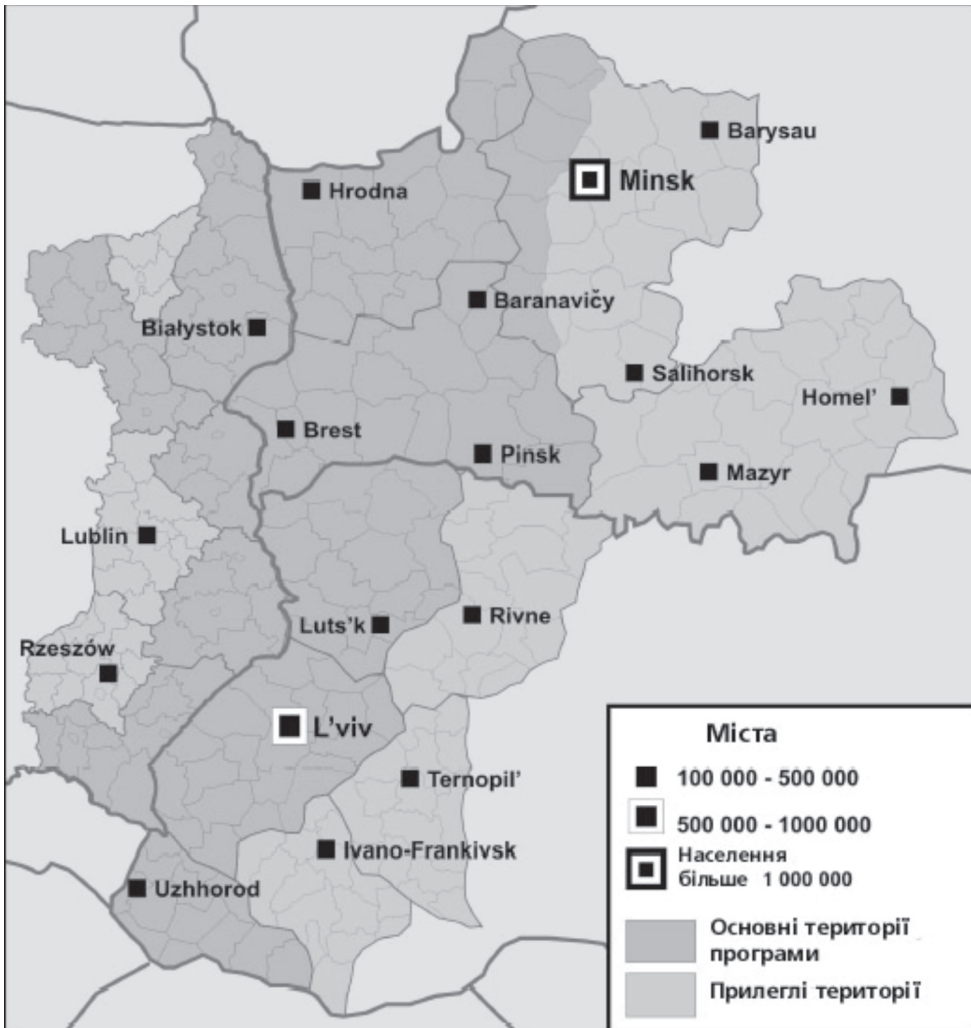 Barysau
Minsk
Hrodna
Baranavičy
Białystok
Salihorsk
Homel’
Brest
Pinsk
Mazyr
Lublin
Luts’k
Rivne
Rzeszów
L’viv
Ternopil’
Ivano-Frankivsk
Uzhhorod
Міста
100 000 - 500 000
500 000 - 1000 000
Населення
більше 1 000 000
Основні території
програми
Прилеглі території